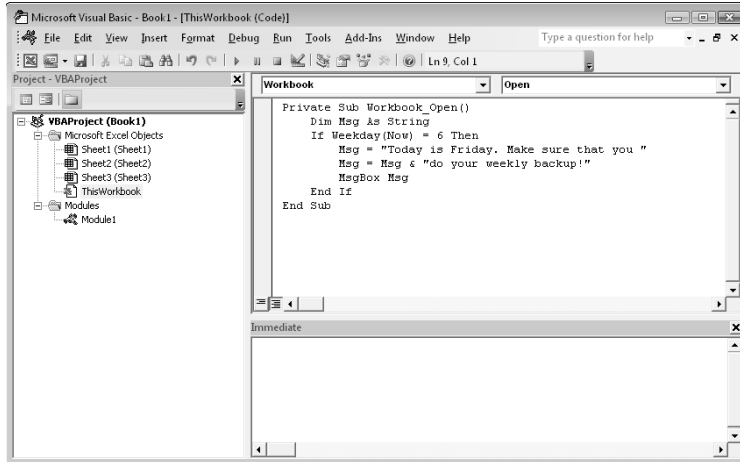 Microsoft Visual Basic - Book1 - [ThisWorkbook (Code)]
File Edit View Insert Format Debug Run Tools Add-Ins Window Help Type a question for help
Ln 9, Col 1
Project - VBAProject
Workbook Open
VBAProject (Book1)
Microsoft Excel Objects
Sheet1 (Sheet1)
Sheet2 (Sheet2)
Sheet3 (Sheet3)
ThisWorkbook
Modules
Module1
Private Sub Workbook_Open()
Dim Msg As String
If Weekday(Now) = 6 Then
Msg = "Today is Friday. Make sure that you "
Msg = Msg & "do your weekly backup!"
MsgBox Msg
End If
End Sub
Immediate